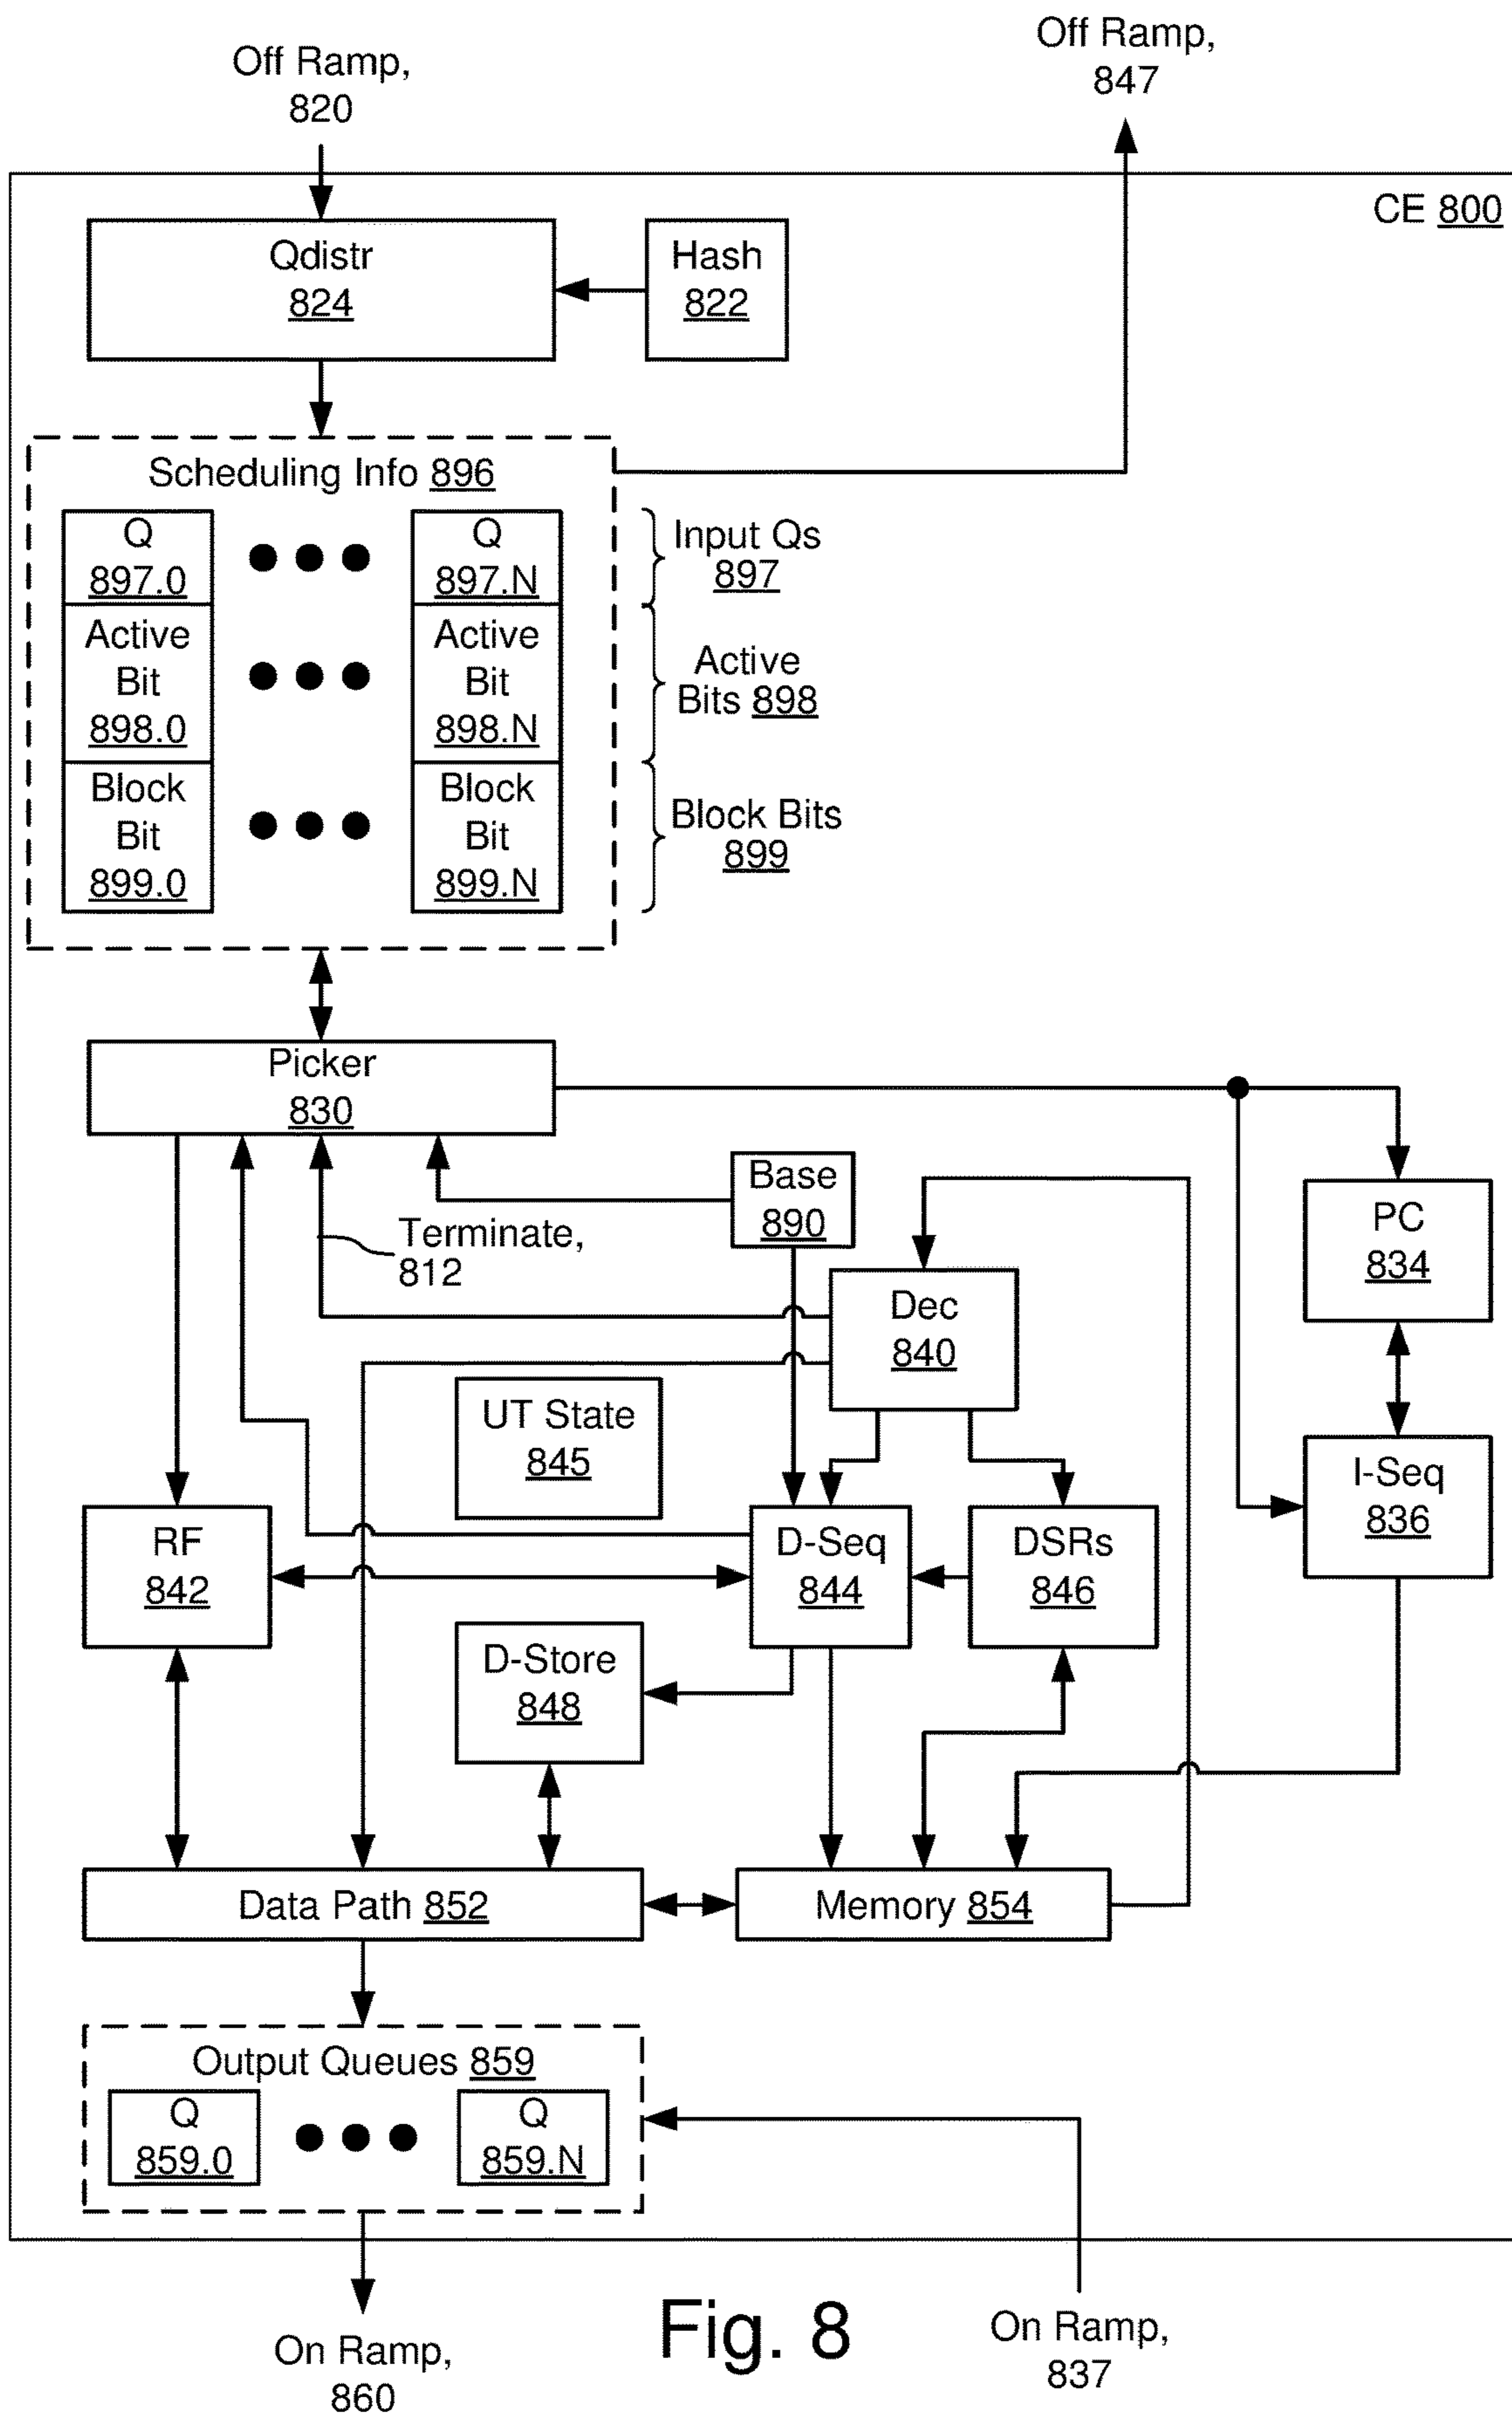 Off Ramp,
820
Off Ramp,
847
CE 800
Qdistr
824
Hash
822
Scheduling Info 896
Q
897.0
Q
897.N
Input Qs
897
Active
Bit
898.0
Active
Bit
898.N
Active
Bits 898
Block
Bit
899.0
Block
Bit
899.N
Block Bits
899
Picker
830
Base
890
Terminate,
812
PC
834
Dec
840
UT State
845
I-Seq
836
RF
842
D-Seq
844
DSRs
846
D-Store
848
Data Path 852
Memory 854
Output Queues 859
Q
859.0
Q
859.N
On Ramp,
860
Fig. 8
On Ramp,
837